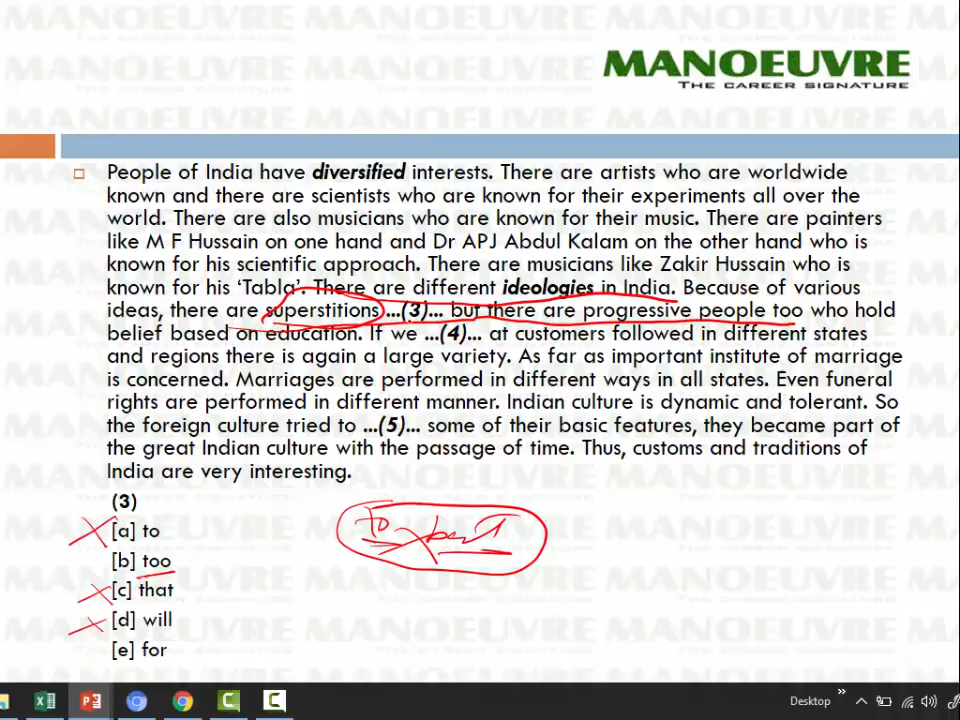 MANOEUVRE
THE CAREER SIGNATURE
People of India have diversified interests. There are artists who are worldwide
known and there are scientists who are known for their experiments all over the
world. There are also musicians who are known for their music. There are painters
like M F Hussain on one hand and Dr APJ Abdul Kalam on the other hand who is
known for his scientific approach. There are musicians like Zakir Hussain who is
known for his ‘Tabla’. There are different ideologies in India. Because of various
ideas, there are superstitions ...(3)... but there are progressive people too who hold
belief based on education. If we ...(4)... at customers followed in different states
and regions there is again a large variety. As far as important institute of marriage
is concerned. Marriages are performed in different ways in all states. Even funeral
rights are performed in different manner. Indian culture is dynamic and tolerant. So
the foreign culture tried to ...(5)... some of their basic features, they became part of
the great Indian culture with the passage of time. Thus, customs and traditions of
India are very interesting.
(3)
[a] to
[b] too
[c] that
[d] will
[e] for
to but
Desktop